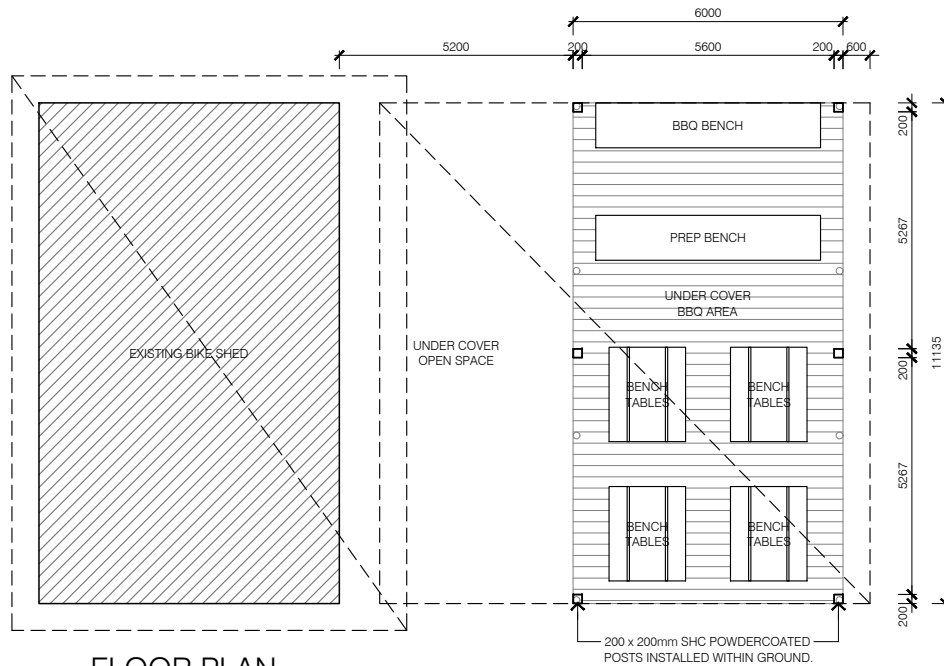 6000
5200
200
5600
200
600
BBQ BENCH
200
PREP BENCH
5267
UNDER COVER
BBQ AREA
EXISTING BIKE SHED
UNDER COVER
OPEN SPACE
200
11135
BENCH
TABLES
BENCH
TABLES
5267
BENCH
TABLES
BENCH
TABLES
200
200 x 200mm SHC POWDERCOATED
POSTS INSTALLED WITHIN GROUND.
FLOOR PLAN